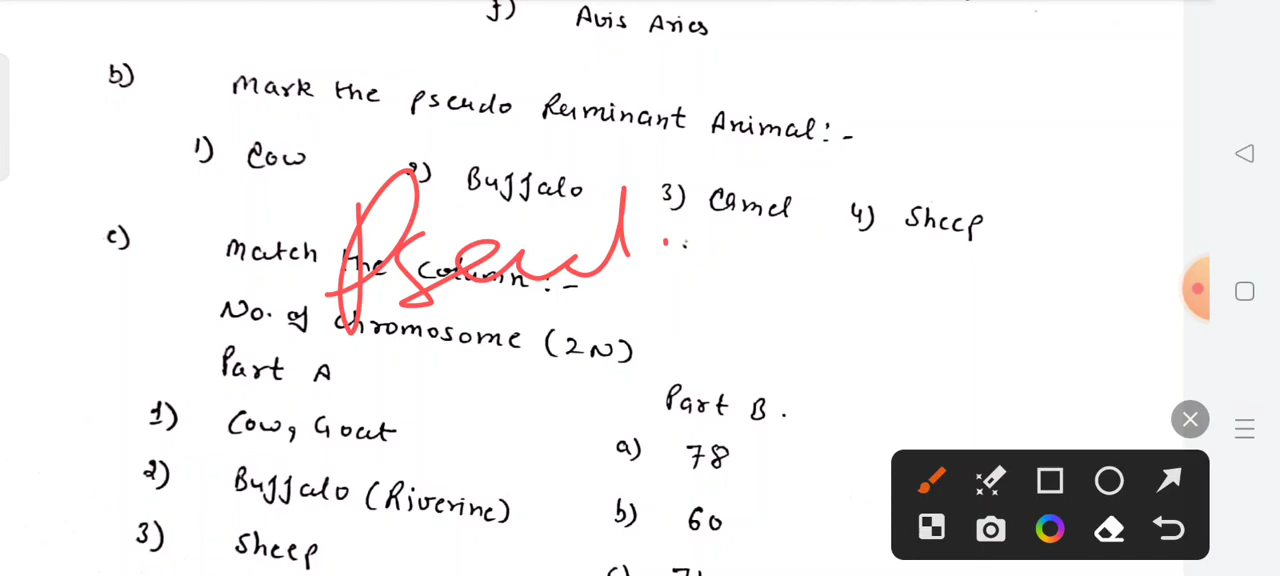 f) Avis Aries
b) Mark the pseudo Ruminant Animal:-
1) Cow 2) Buffalo 3) Camel 4) Sheep
Pseud
c) Match the column:-
No. of chromosome (2N)
Part A Part B.
1) Cow, Goat a) 78
2) Buffalo (Riverine) b) 60
3) Sheep